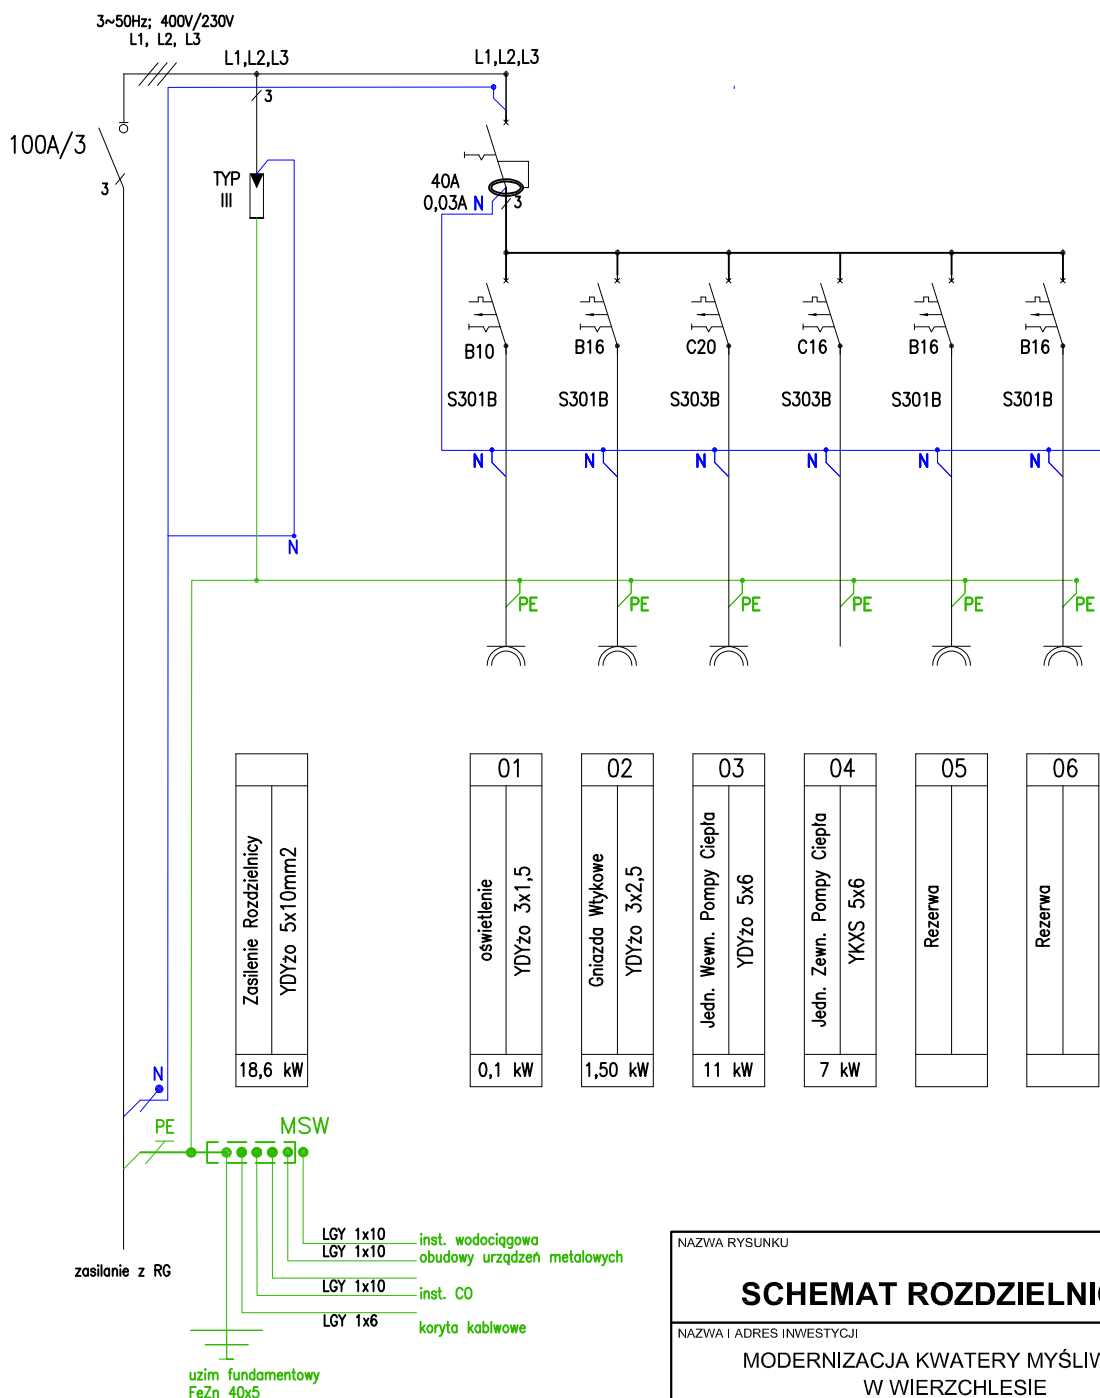 3~50Hz; 400V/230V
L1, L2, L3
L1,L2,L3
L1,L2,L3
3
100A/3
3
TYP
III
40A
0,03A N
3
B10
B16
C20
C16
B16
B16
S301B
S301B
S303B
S303B
S301B
S301B
N
N
N
N
N
N
N
PE
PE
PE
PE
PE
PE
01
02
03
04
05
06
Zasilenie Rozdzielnicy
YDYżo 5x10mm2
18,6 kW
oświetlenie
YDYżo 3x1,5
0,1 kW
Gniazda Wtykowe
YDYżo 3x2,5
1,50 kW
Jedn. Wewn. Pompy Ciepła
YDYżo 5x6
11 kW
Jedn. Zewn. Pompy Ciepła
YKXS 5x6
7 kW
Rezerwa
Rezerwa
N
PE
MSW
LGY 1x10
inst. wodociągowa
LGY 1x10
obudowy urządzeń metalowych
LGY 1x10
inst. CO
LGY 1x6
koryta kablwowe
zasilanie z RG
uzim fundamentowy
FeZn 40x5
NAZWA RYSUNKU
SCHEMAT ROZDZIELNI
NAZWA I ADRES INWESTYCJI
MODERNIZACJA KWATERY MYŚLIW
W WIERZCHLESIE